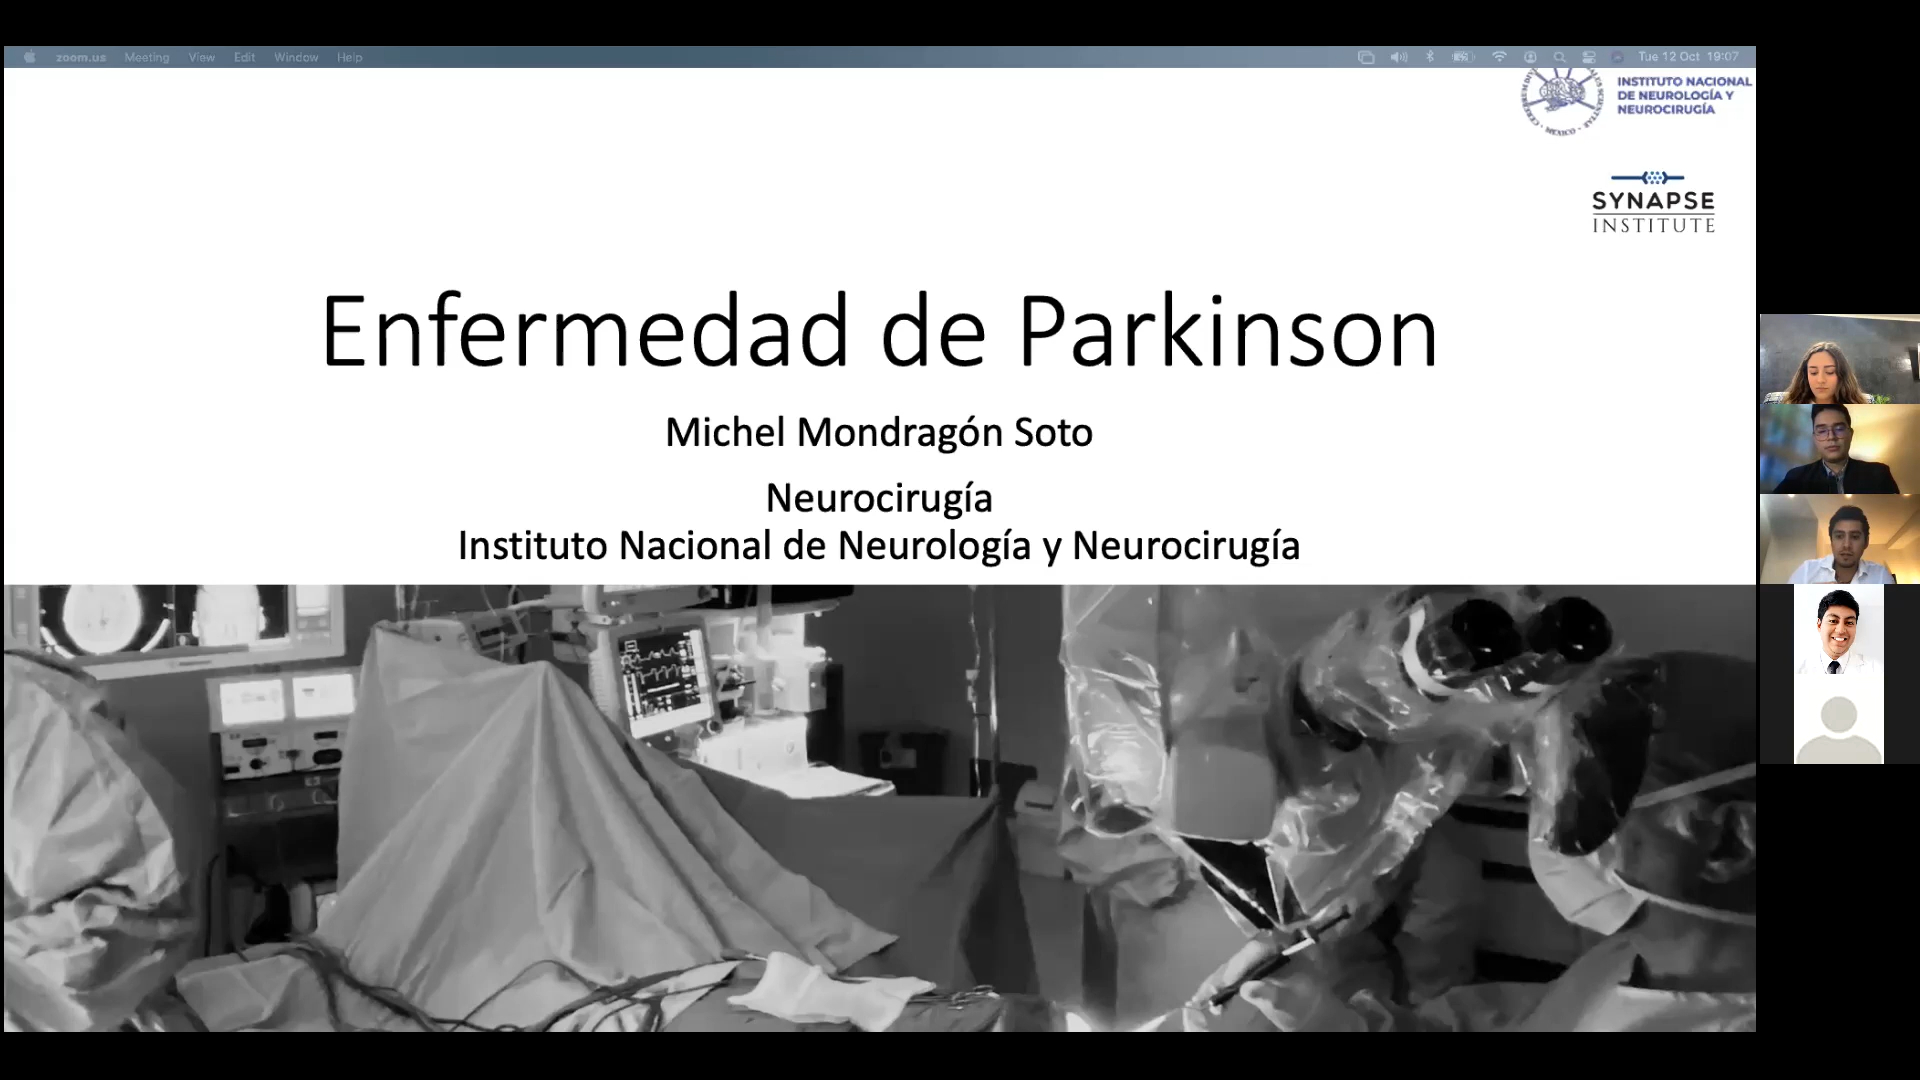 zoom.us Meeting View Edit Window Help
Tue 12 Oct 19:07
INSTITUTO NACIONAL
DE NEUROLOGÍA Y
NEUROCIRUGÍA
MEXICO
SYNAPSE
INSTITUTE
Enfermedad de Parkinson
Michel Mondragón Soto
Neurocirugía
Instituto Nacional de Neurología y Neurocirugía